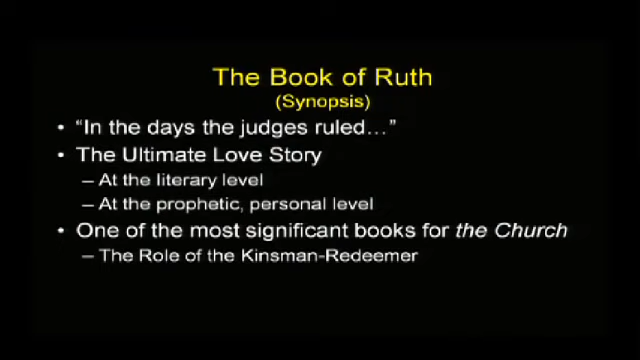 The Book of Ruth
(Synopsis)
• “In the days the judges ruled…”
• The Ultimate Love Story
– At the literary level
– At the prophetic, personal level
• One of the most significant books for the Church
– The Role of the Kinsman-Redeemer